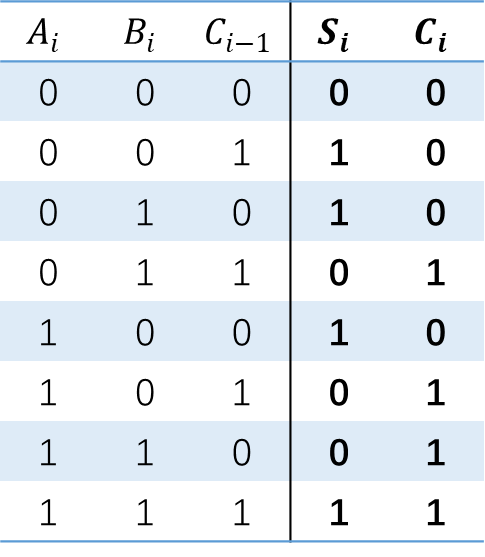 A_i B_i C_{i−1} S_i C_i
0 0 0 0 0
0 0 1 1 0
0 1 0 1 0
0 1 1 0 1
1 0 0 1 0
1 0 1 0 1
1 1 0 0 1
1 1 1 1 1